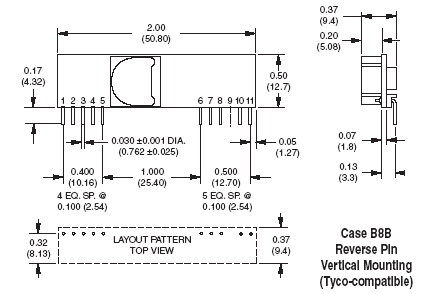 2.00
(50.80)
0.37
(9.4)
0.20
(5.08)
0.17
(4.32)
0.50
(12.7)
1 2 3 4 5
6 7 8 9 10 11
0.030 ±0.001 DIA.
(0.762 ±0.025)
0.05
(1.27)
0.07
(1.8)
0.400
(10.16)
1.000
(25.40)
0.500
(12.70)
0.13
(3.3)
4 EQ. SP. @
0.100 (2.54)
5 EQ. SP. @
0.100 (2.54)
0.32
(8.13)
LAYOUT PATTERN
TOP VIEW
0.37
(9.4)
Case B8B
Reverse Pin
Vertical Mounting
(Tyco-compatible)